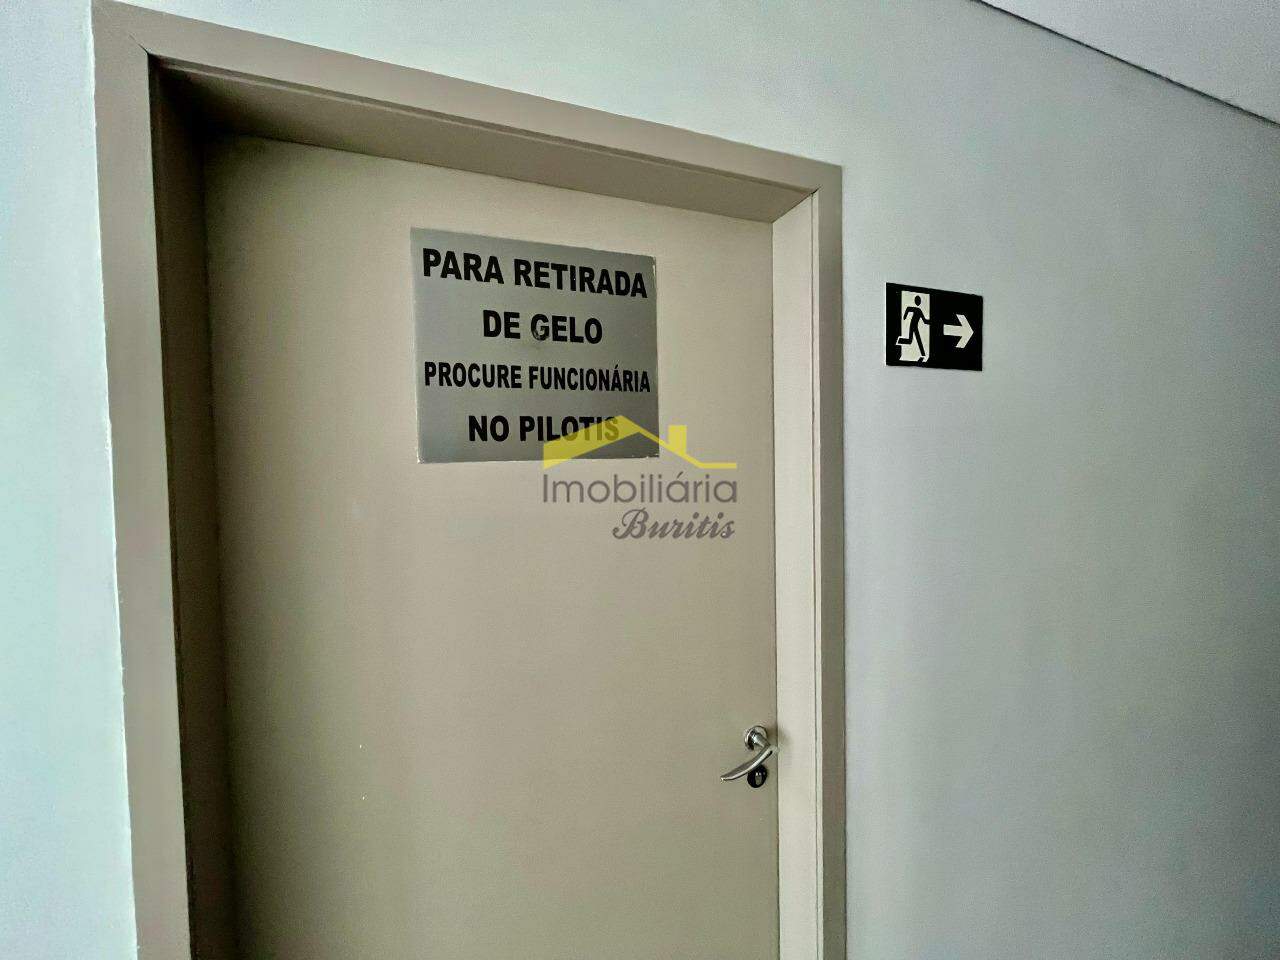 PARA RETIRADA
DE GELO
PROCURE FUNCIONÁRIA
NO PILOTIS
Imobiliária
Buritis